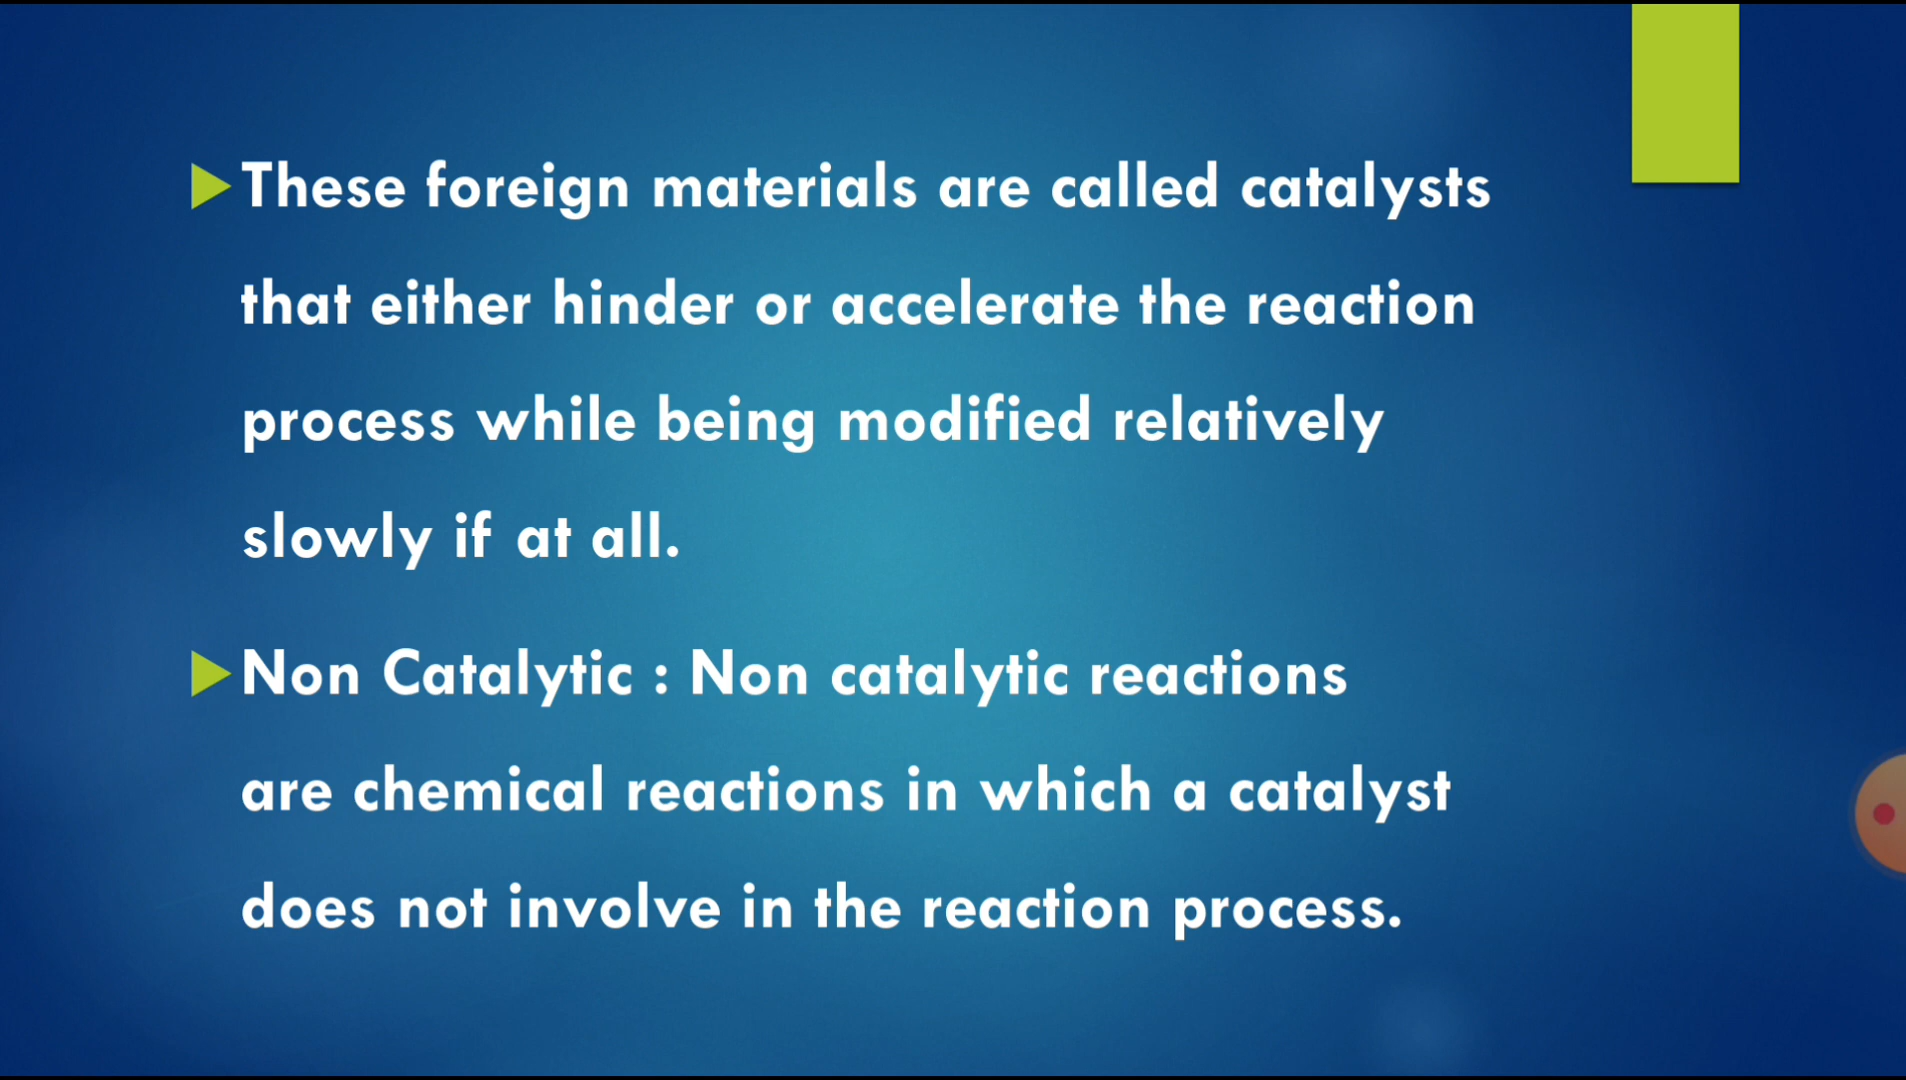 These foreign materials are called catalysts
that either hinder or accelerate the reaction
process while being modified relatively
slowly if at all.
Non Catalytic : Non catalytic reactions
are chemical reactions in which a catalyst
does not involve in the reaction process.